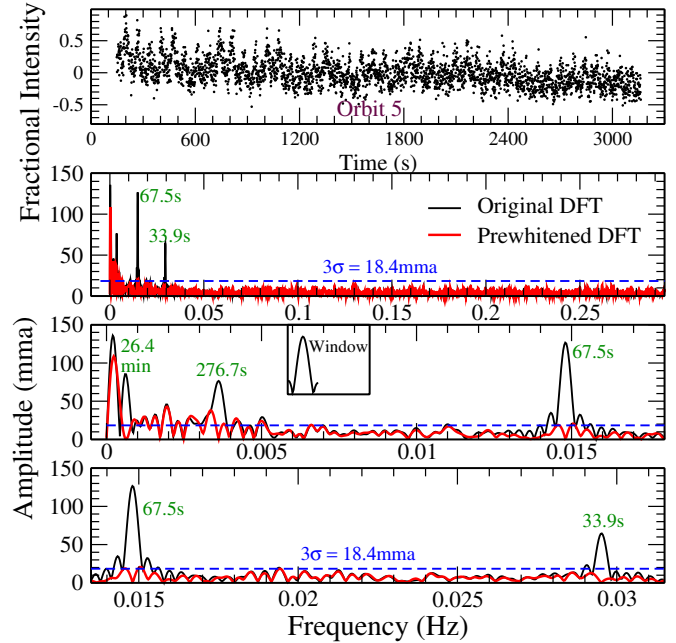 Fractional Intensity
0.5
0
-0.5
Orbit 5
0 600 1200 1800 2400 3000
Time (s)
Amplitude (mma)
150
100
50
0
67.5s
33.9s
Original DFT
Prewhitened DFT
3σ = 18.4mma
0 0.05 0.1 0.15 0.2 0.25
150
100
50
0
26.4
min
276.7s
Window
67.5s
0 0.005 0.01 0.015
150
100
50
0
67.5s
3σ = 18.4mma
33.9s
0.015 0.02 0.025 0.03
Frequency (Hz)